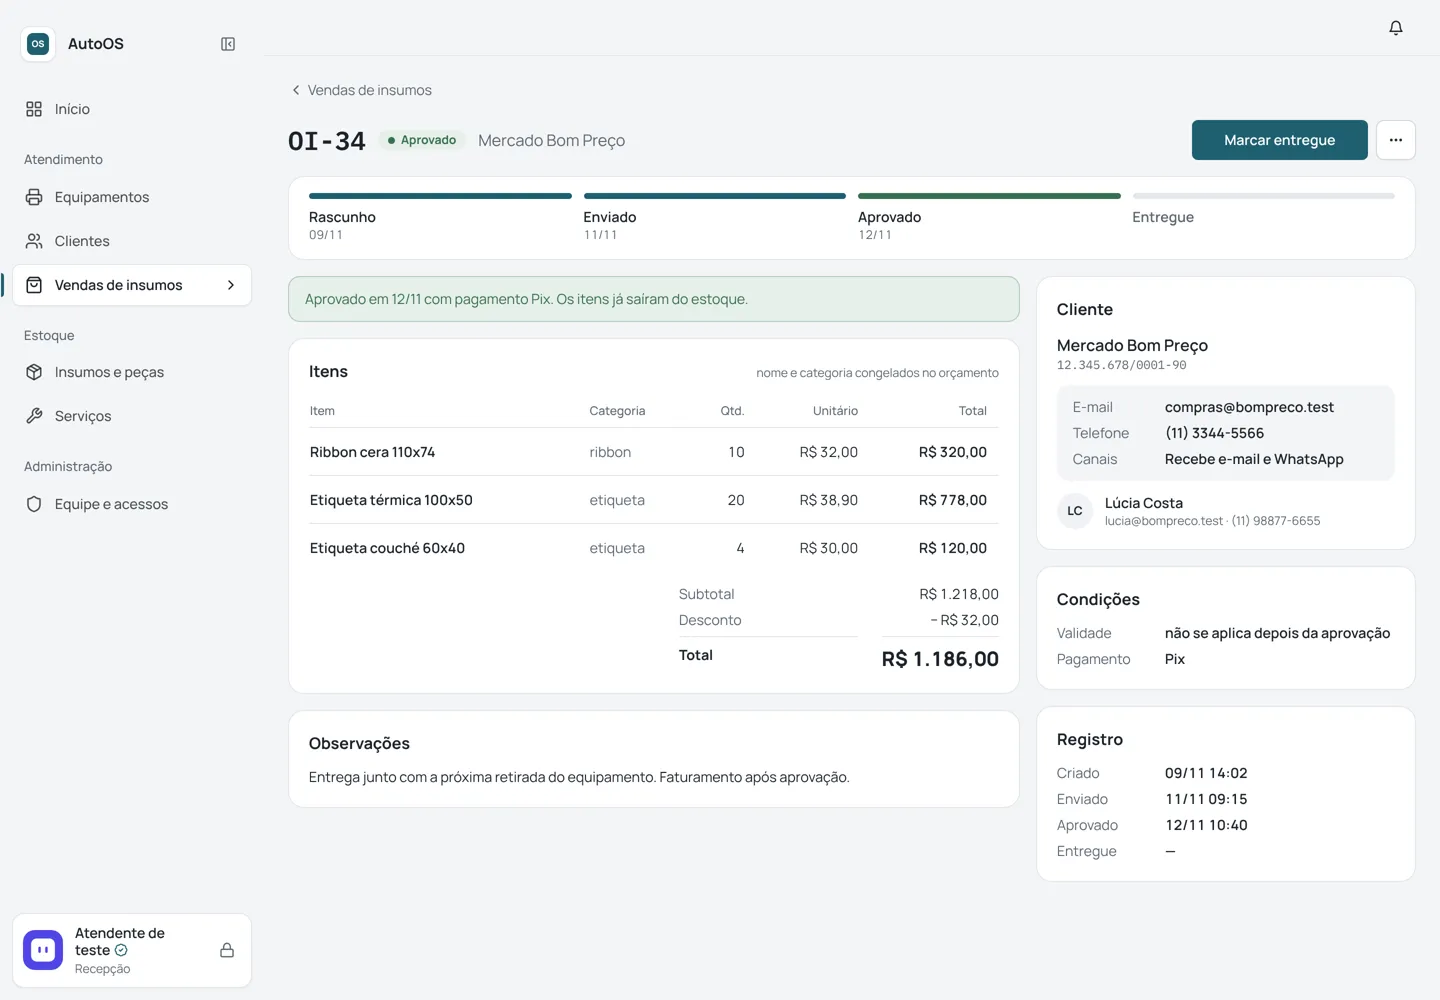 OS
AutoOS
Início
Atendimento
Equipamentos
Clientes
Vendas de insumos
Estoque
Insumos e peças
Serviços
Administração
Equipe e acessos
Atendente de
teste
Recepção
Vendas de insumos
OI-34
Aprovado
Mercado Bom Preço
Marcar entregue
Rascunho
09/11
Enviado
11/11
Aprovado
12/11
Entregue
Aprovado em 12/11 com pagamento Pix. Os itens já saíram do estoque.
Itens
nome e categoria congelados no orçamento
Item Categoria Qtd. Unitário Total
Ribbon cera 110x74 ribbon 10 R$ 32,00 R$ 320,00
Etiqueta térmica 100x50 etiqueta 20 R$ 38,90 R$ 778,00
Etiqueta couché 60x40 etiqueta 4 R$ 30,00 R$ 120,00
Subtotal R$ 1.218,00
Desconto − R$ 32,00
Total R$ 1.186,00
Observações
Entrega junto com a próxima retirada do equipamento. Faturamento após aprovação.
Cliente
Mercado Bom Preço
12.345.678/0001-90
E-mail compras@bompreco.test
Telefone (11) 3344-5566
Canais Recebe e-mail e WhatsApp
LC
Lúcia Costa
lucia@bompreco.test · (11) 98877-6655
Condições
Validade não se aplica depois da aprovação
Pagamento Pix
Registro
Criado 09/11 14:02
Enviado 11/11 09:15
Aprovado 12/11 10:40
Entregue —